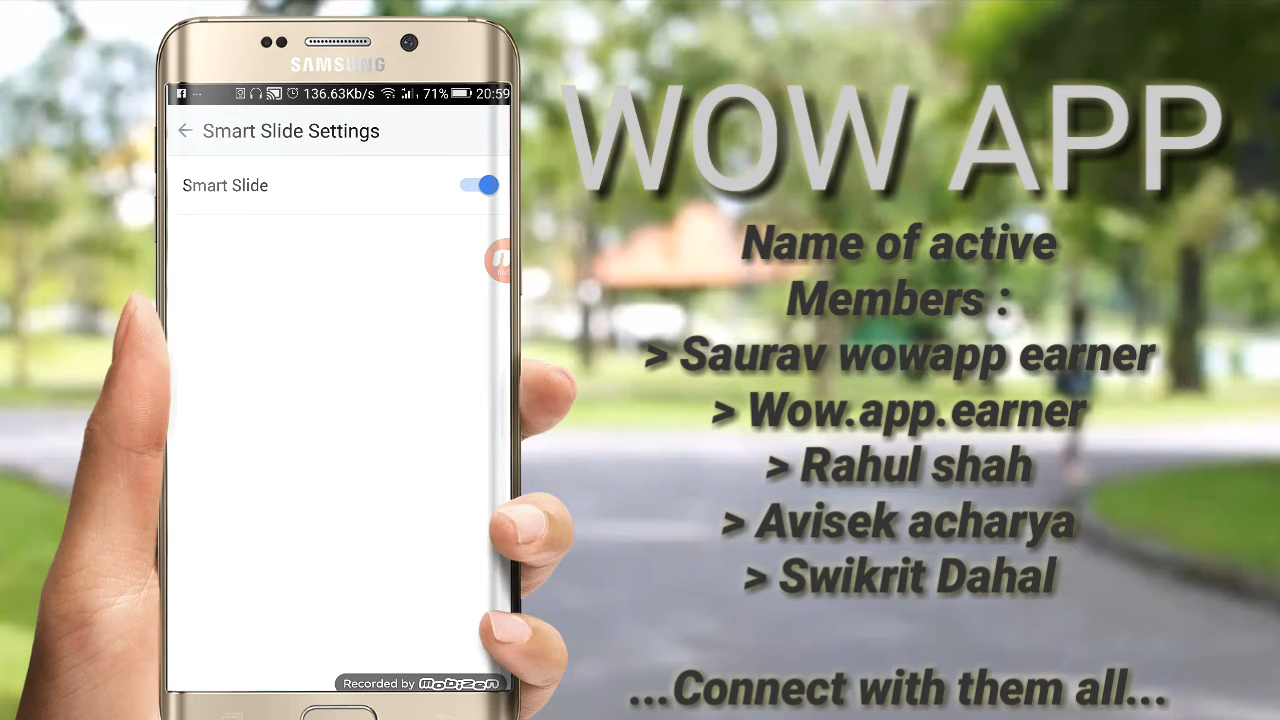 SAMSUNG
... 136.63Kb/s 71% 20:59
Smart Slide Settings
Smart Slide
Recorded by mobizen
WOW APP
Name of active
Members :
> Saurav wowapp earner
> Wow.app.earner
> Rahul shah
> Avisek acharya
> Swikrit Dahal
...Connect with them all...